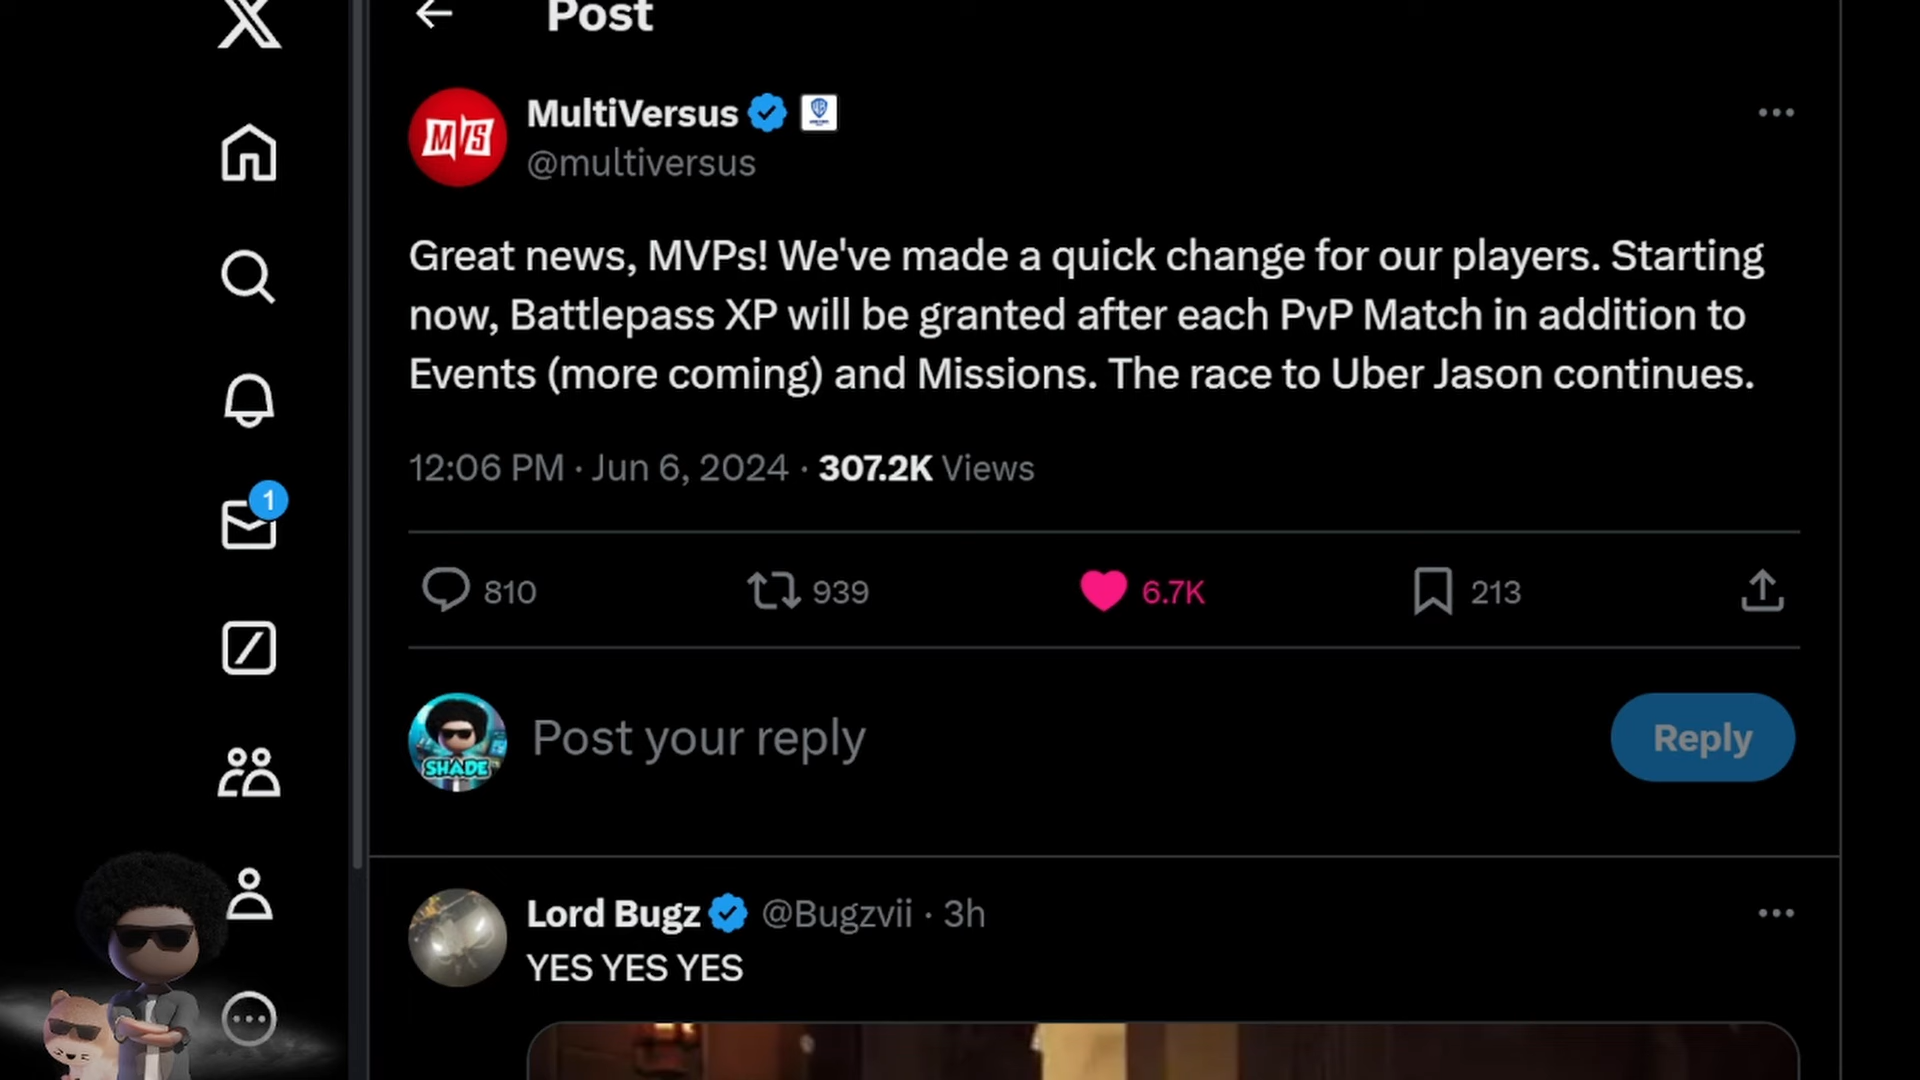 Post
MultiVersus
@multiversus
Great news, MVPs! We've made a quick change for our players. Starting
now, Battlepass XP will be granted after each PvP Match in addition to
Events (more coming) and Missions. The race to Uber Jason continues.
12:06 PM · Jun 6, 2024 · 307.2K Views
1
810 939 6.7K 213
SHADE
Post your reply
Reply
Lord Bugz @Bugzvii · 3h
YES YES YES